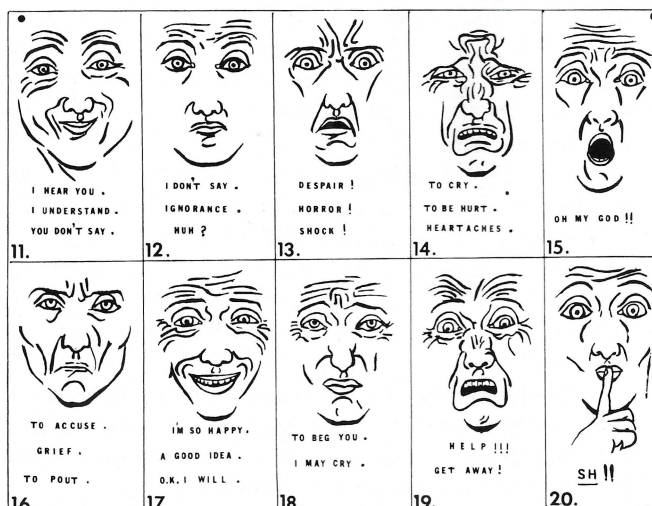 I HEAR YOU.
I UNDERSTAND.
YOU DON'T SAY.
11.
I DON'T SAY.
IGNORANCE.
HUH?
12.
DESPAIR!
HORROR!
SHOCK!
13.
TO CRY.
TO BE HURT.
HEARTACHES.
14.
OH MY GOD!!
15.
TO ACCUSE.
GRIEF.
TO POUT.
16.
I'M SO HAPPY.
A GOOD IDEA.
O.K. I WILL.
17.
TO BEG YOU.
I MAY CRY.
18.
HELP!!!
GET AWAY!
19.
SH!!
20.